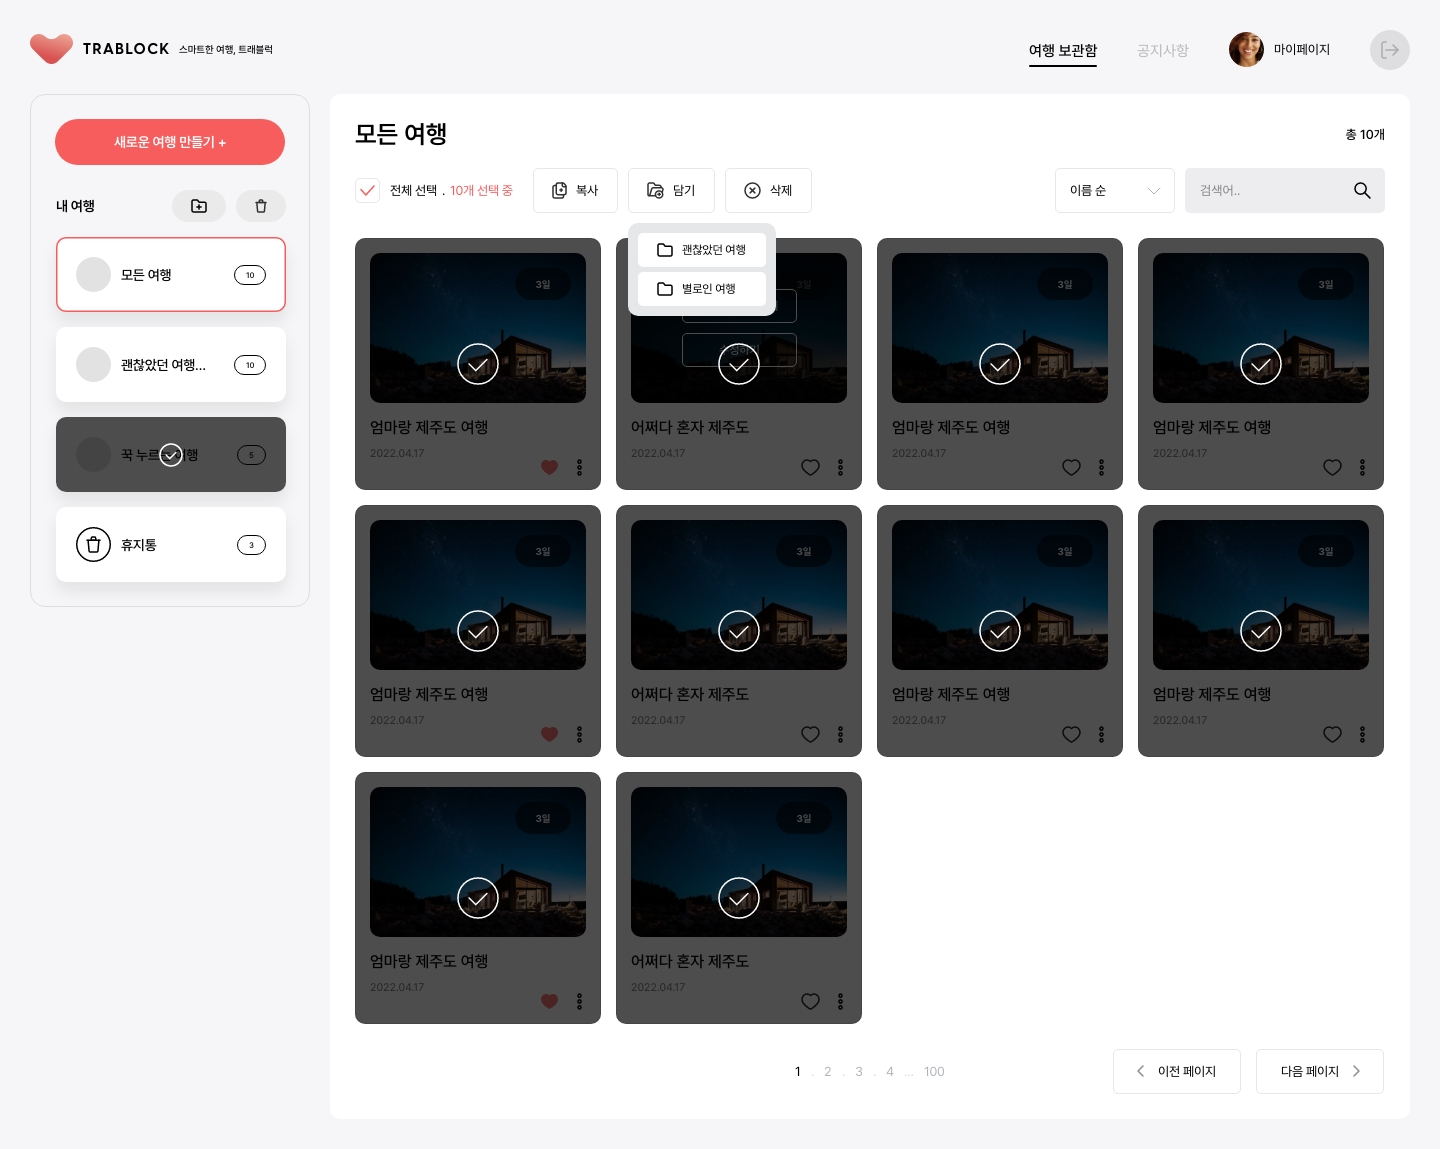 TRABLOCK 스마트한 여행, 트래블럭
여행 보관함
공지사항
마이페이지
새로운 여행 만들기 +
내 여행
모든 여행
10
괜찮았던 여행...
10
꾹 누르는 여행
5
휴지통
3
모든 여행
총 10개
전체 선택 . 10개 선택 중
복사
담기
삭제
이름 순
검색어..
괜찮았던 여행
별로인 여행
3일
엄마랑 제주도 여행
2022.04.17
3일
어쩌다 혼자 제주도
2022.04.17
3일
엄마랑 제주도 여행
2022.04.17
3일
엄마랑 제주도 여행
2022.04.17
3일
엄마랑 제주도 여행
2022.04.17
3일
어쩌다 혼자 제주도
2022.04.17
3일
엄마랑 제주도 여행
2022.04.17
3일
엄마랑 제주도 여행
2022.04.17
3일
엄마랑 제주도 여행
2022.04.17
3일
어쩌다 혼자 제주도
2022.04.17
1 . 2 . 3 . 4 ... 100
이전 페이지
다음 페이지